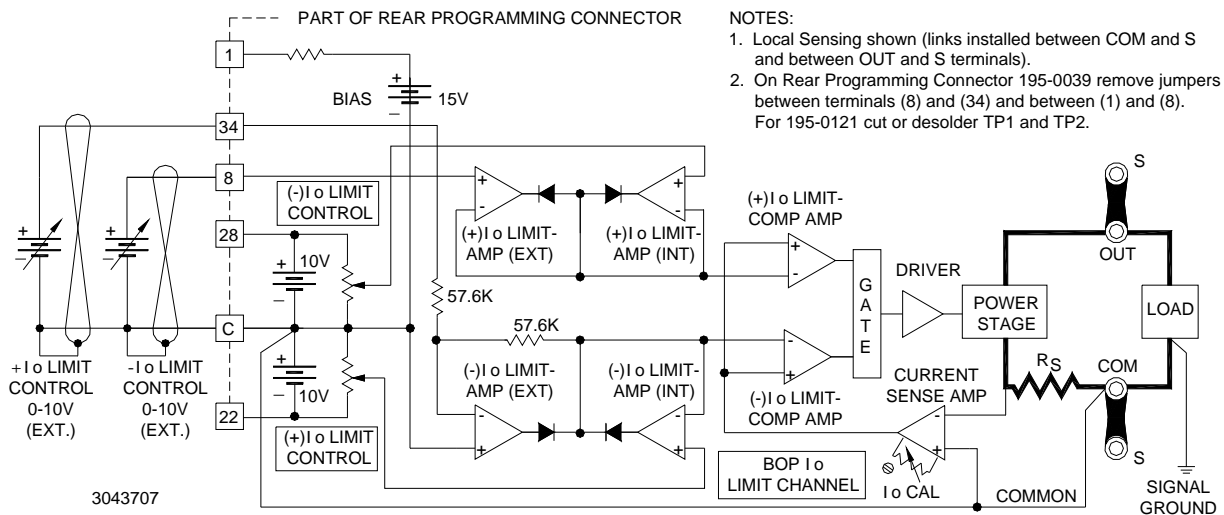 PART OF REAR PROGRAMMING CONNECTOR
NOTES:
1. Local Sensing shown (links installed between COM and S
and between OUT and S terminals).
2. On Rear Programming Connector 195-0039 remove jumpers
between terminals (8) and (34) and between (1) and (8).
For 195-0121 cut or desolder TP1 and TP2.
1
+
BIAS
15V
–
34
8
(-)I o LIMIT
CONTROL
28
+
10V
–
C
+
10V
–
22
(+)I o LIMIT
CONTROL
+
–
+
–
+I o LIMIT
CONTROL
0-10V
(EXT.)
-I o LIMIT
CONTROL
0-10V
(EXT.)
57.6K
57.6K
+
-
(+)I o LIMIT-
AMP (EXT)
+
-
(+)I o LIMIT-
AMP (INT)
(-)I o LIMIT-
AMP (EXT)
-
+
(-)I o LIMIT-
AMP (INT)
-
+
(+)I o LIMIT-
COMP AMP
+
-
-
+
(-)I o LIMIT-
COMP AMP
GATE
DRIVER
POWER
STAGE
S
OUT
LOAD
RS
COM
S
CURRENT
SENSE AMP
-
+
I o CAL
BOP I o
LIMIT CHANNEL
COMMON
SIGNAL
GROUND
3043707